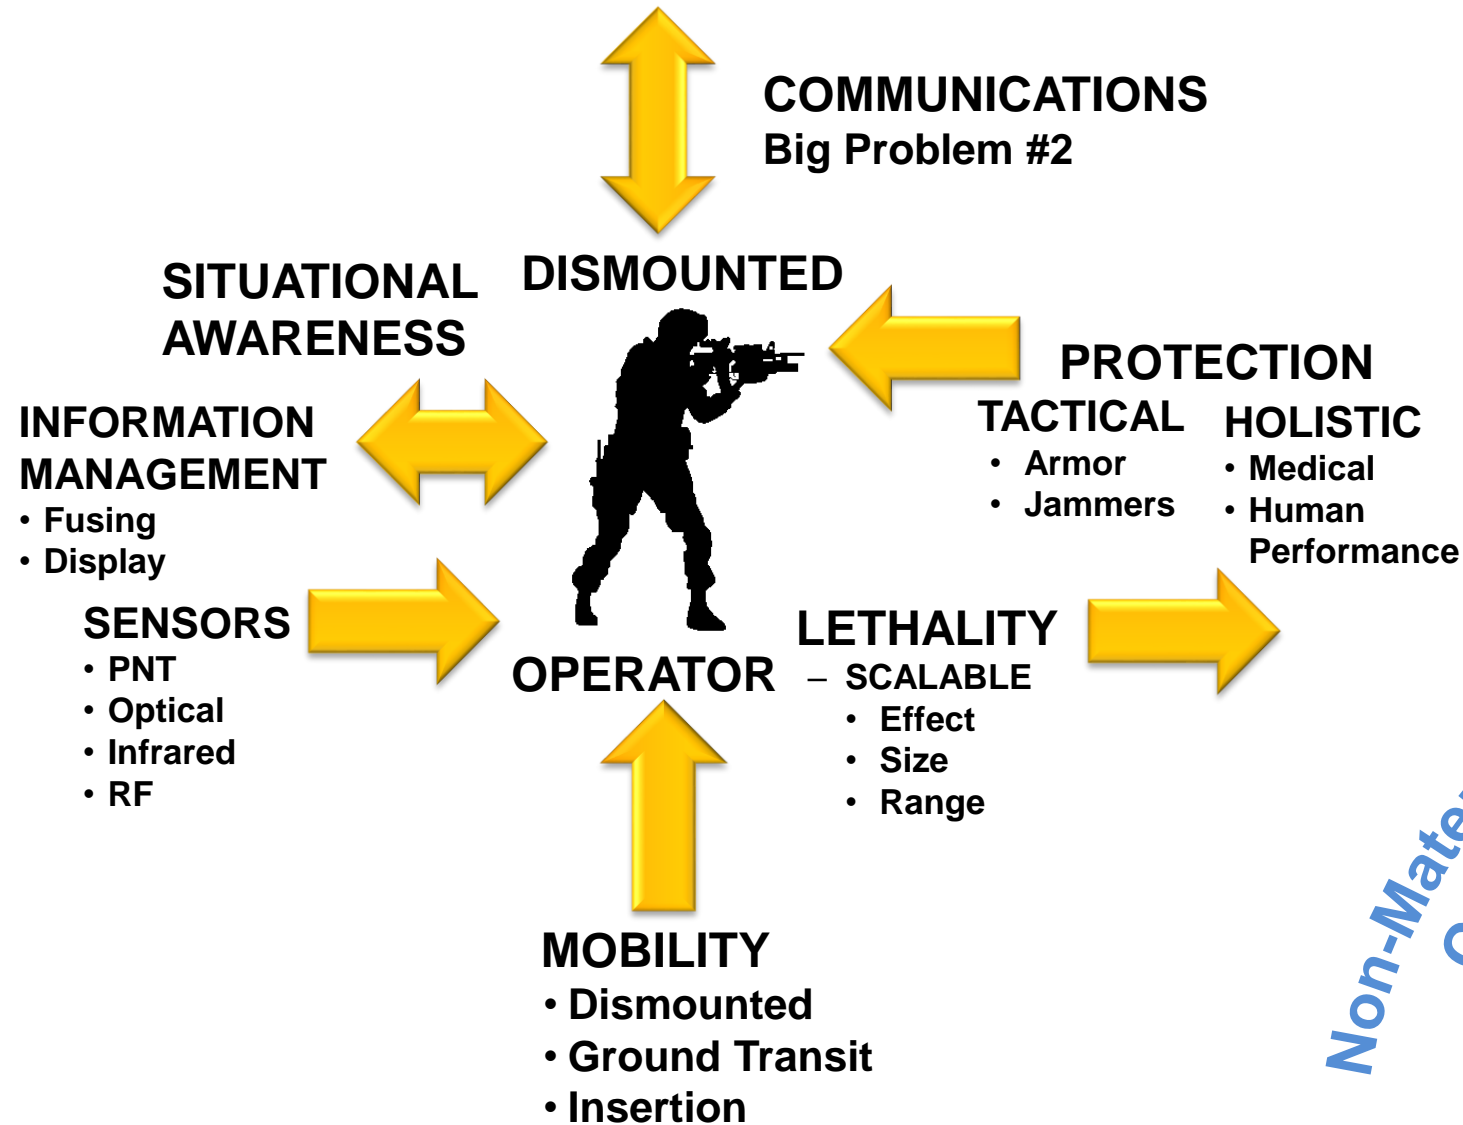 COMMUNICATIONS
Big Problem #2
DISMOUNTED
SITUATIONAL
AWARENESS
INFORMATION
MANAGEMENT
• Fusing
• Display
SENSORS
• PNT
• Optical
• Infrared
• RF
PROTECTION
TACTICAL
• Armor
• Jammers
HOLISTIC
• Medical
• Human
Performance
OPERATOR
LETHALITY
– SCALABLE
• Effect
• Size
• Range
MOBILITY
• Dismounted
• Ground Transit
• Insertion